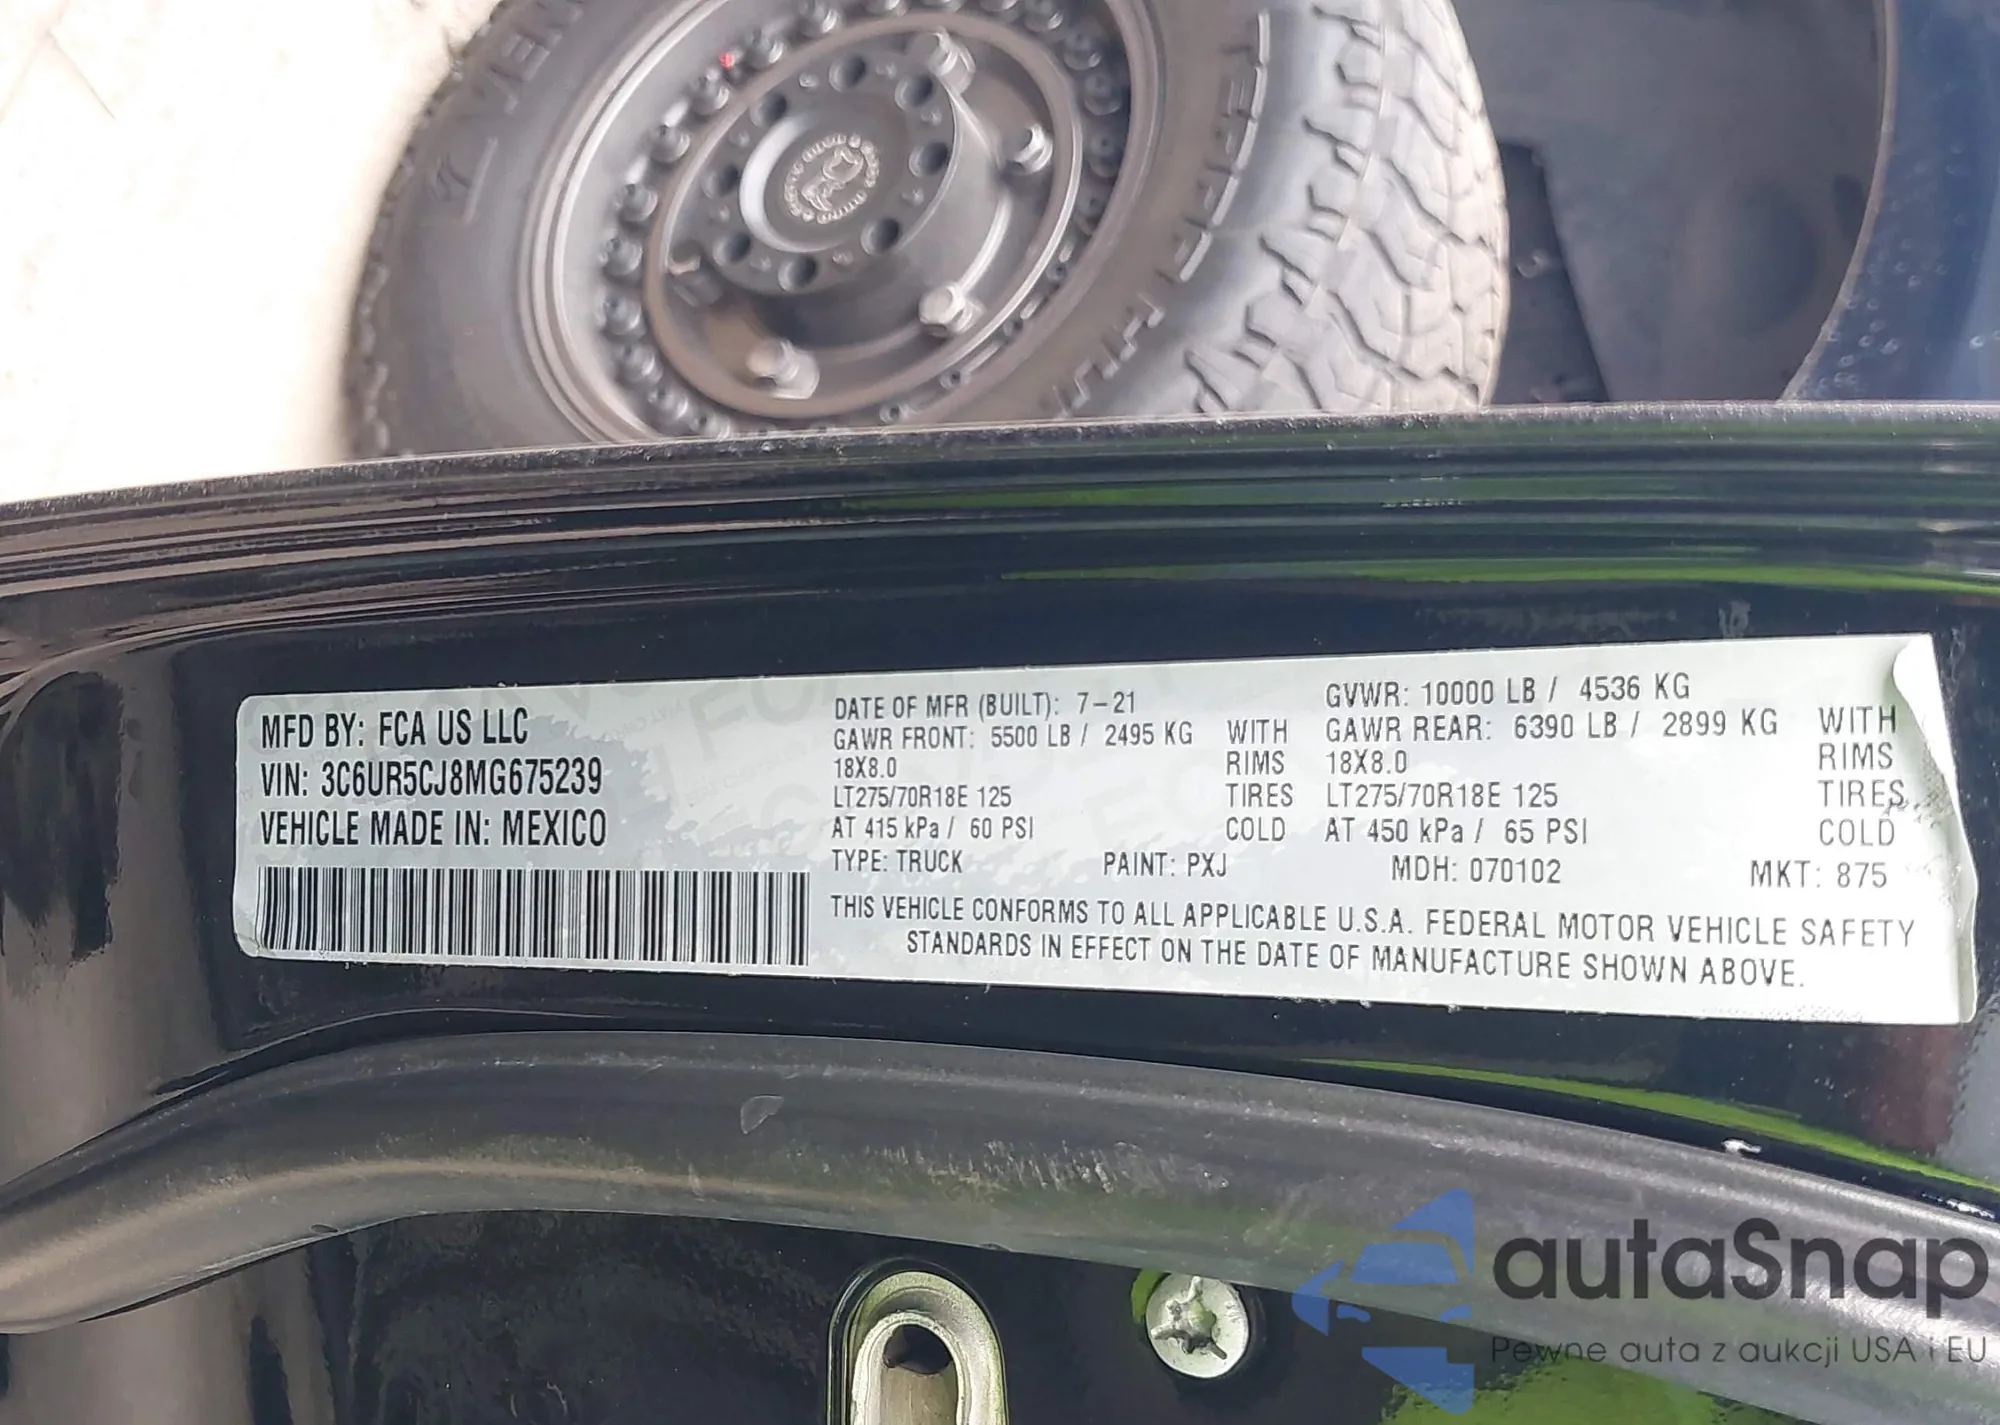 TERRA
MFD BY: FCA US LLC
VIN: 3C6UR5CJ8MG675239
VEHICLE MADE IN: MEXICO
DATE OF MFR (BUILT): 7-21 GVWR: 10000 LB / 4536 KG
GAWR FRONT: 5500 LB / 2495 KG WITH GAWR REAR: 6390 LB / 2899 KG WITH
18X8.0 RIMS 18X8.0 RIMS
LT275/70R18E 125 TIRES LT275/70R18E 125 TIRES
AT 415 kPa / 60 PSI COLD AT 450 kPa / 65 PSI COLD
TYPE: TRUCK PAINT: PXJ MDH: 070102 MKT: 875
THIS VEHICLE CONFORMS TO ALL APPLICABLE U.S.A. FEDERAL MOTOR VEHICLE SAFETY
STANDARDS IN EFFECT ON THE DATE OF MANUFACTURE SHOWN ABOVE.
autaSnap
Pewne auta z aukcji USA i EU